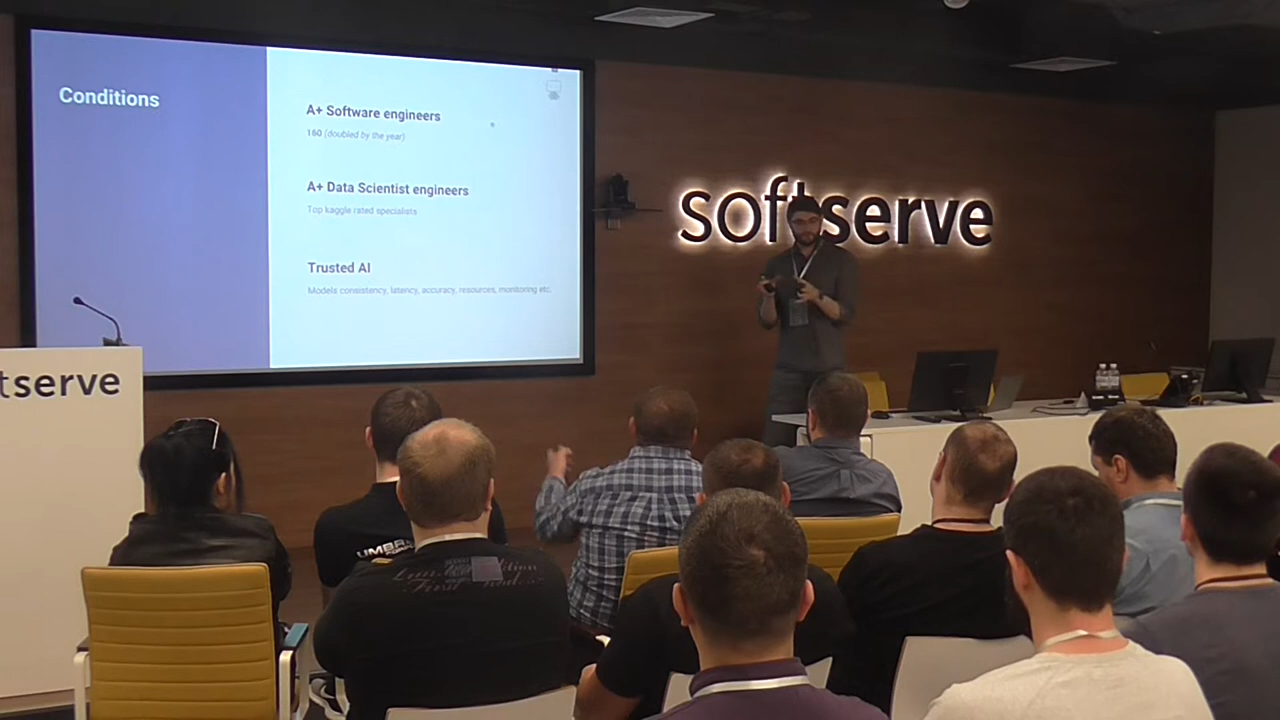 Conditions
A+ Software engineers
160 (doubled by the year)
A+ Data Scientist engineers
Top kaggle rated specialists
Trusted AI
Models consistency, latency, accuracy, resources, monitoring etc.
softserve
tserve